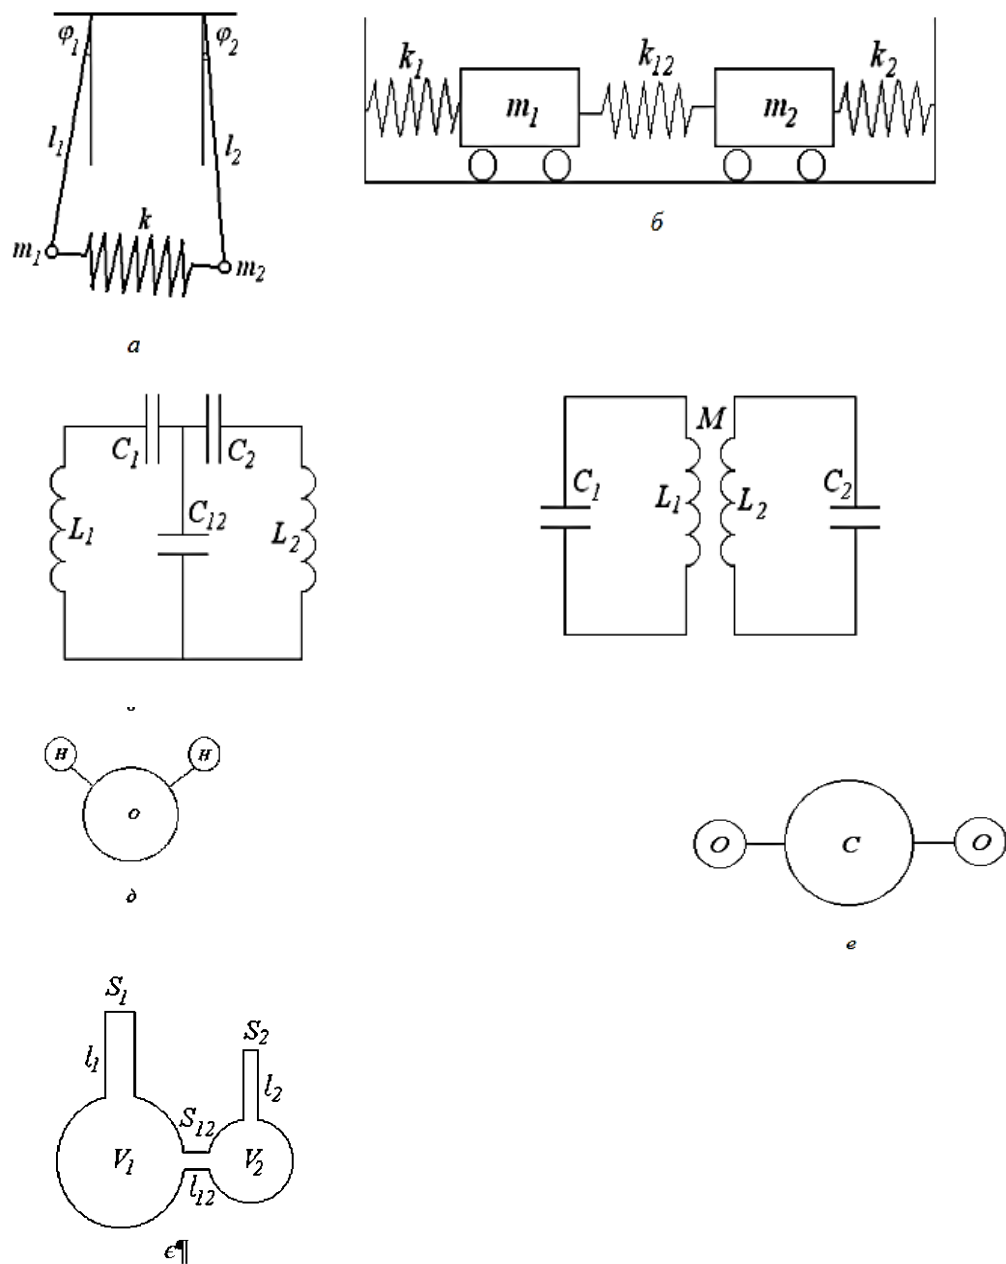 φ₁ φ₂
l₁ l₂
k
m₁ m₂
а
k₁ k₁₂ k₂
m₁ m₂
б
C₁ C₂
L₁ C₁₂ L₂
M
C₁ L₁ L₂ C₂
H H
O
д
O C O
е
S₁
S₂
l₁ l₂
S₁₂
V₁ V₂
l₁₂
є¶